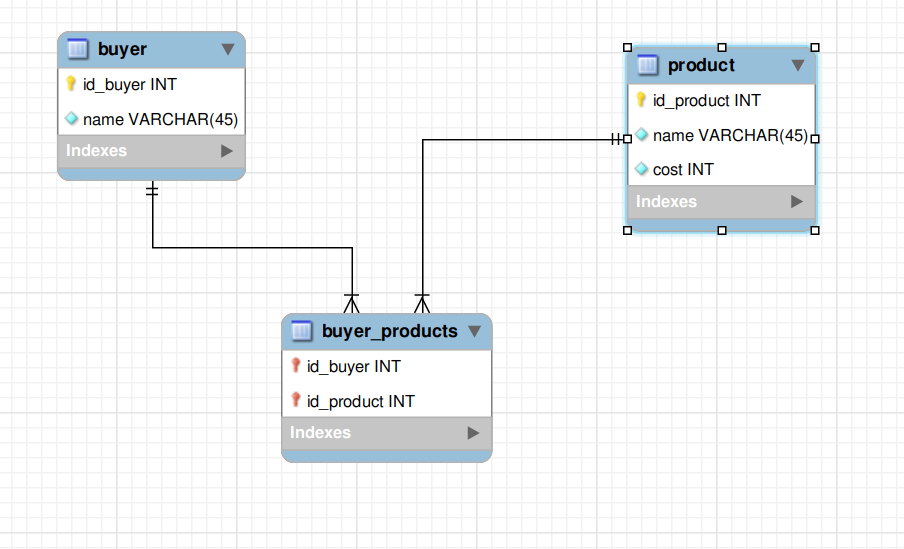 buyer
id_buyer INT
name VARCHAR(45)
Indexes
product
id_product INT
name VARCHAR(45)
cost INT
Indexes
buyer_products
id_buyer INT
id_product INT
Indexes